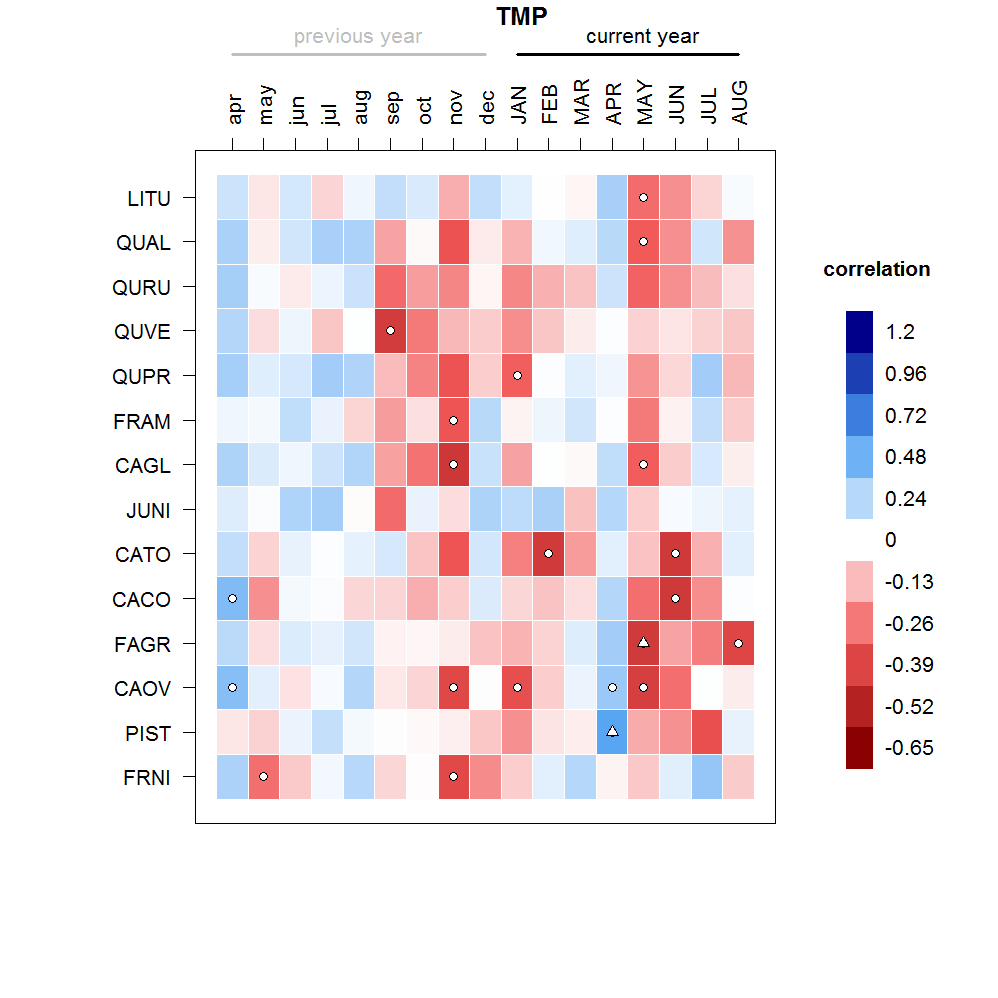 TMP
previous year
current year
apr
may
jun
jul
aug
sep
oct
nov
dec
JAN
FEB
MAR
APR
MAY
JUN
JUL
AUG
LITU
QUAL
QURU
QUVE
QUPR
FRAM
CAGL
JUNI
CATO
CACO
FAGR
CAOV
PIST
FRNI
correlation
1.2
0.96
0.72
0.48
0.24
0
-0.13
-0.26
-0.39
-0.52
-0.65